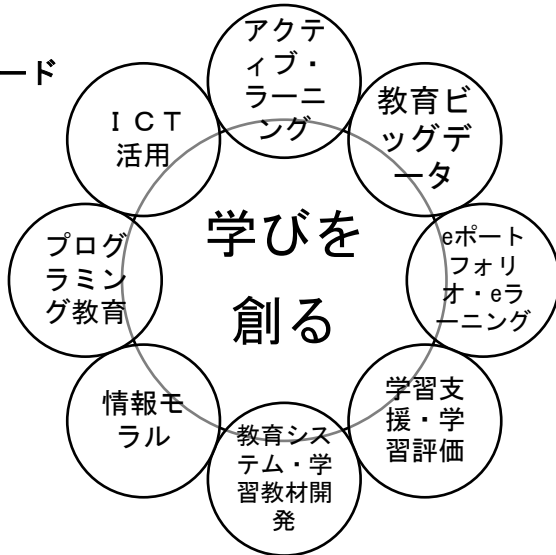 ード
アクテ
ィブ・
ラーニ
ング
教育ビ
ッグデ
ータ
eポート
フォリ
オ・eラ
ーニング
学習支
援・学
習評価
教育シス
テム・学
習教材開
発
情報モ
ラル
プログ
ラミン
グ教育
ＩＣＴ
活用
学びを
創る